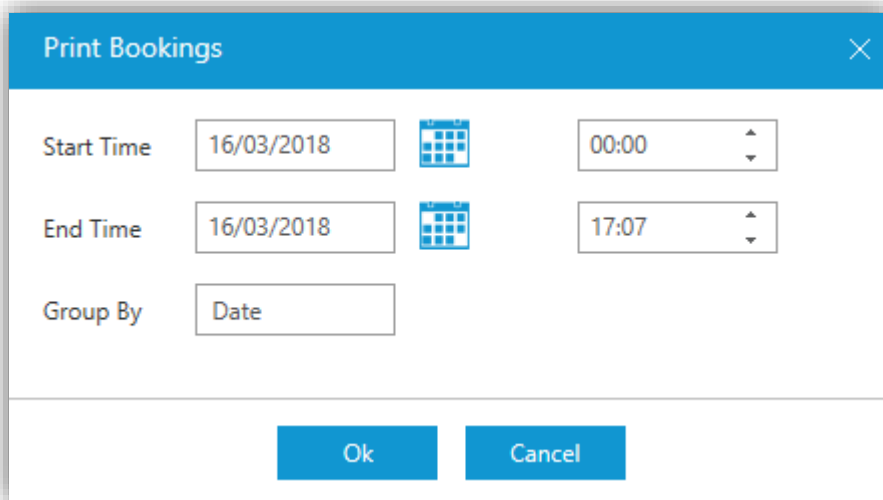 Print Bookings
Start Time 16/03/2018 00:00
End Time 16/03/2018 17:07
Group By Date
Ok Cancel